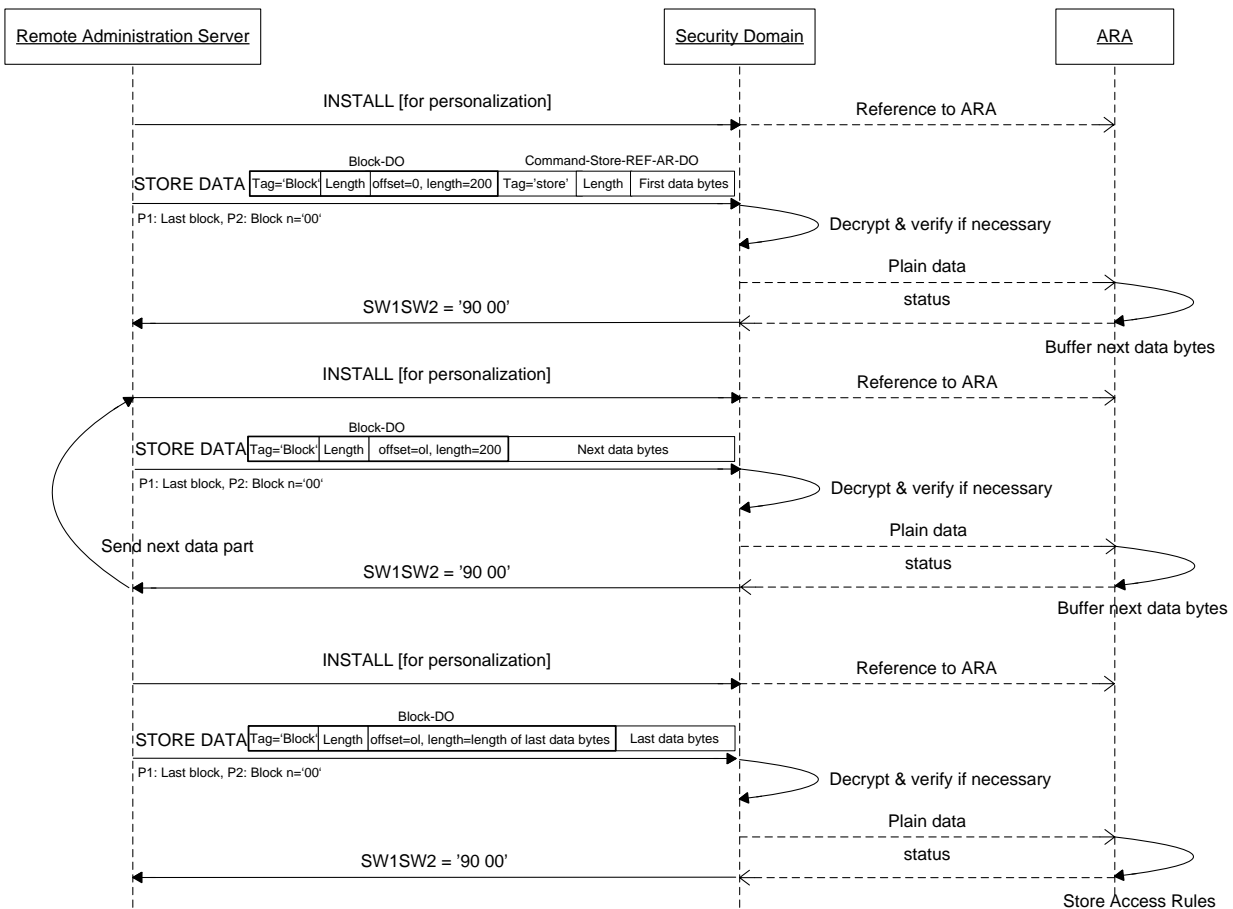 Remote Administration Server
Security Domain
ARA
INSTALL [for personalization]
Reference to ARA
Block-DO
Command-Store-REF-AR-DO
STORE DATA
Tag=‘Block‘
Length
offset=0, length=200
Tag=’store’
Length
First data bytes
P1: Last block, P2: Block n=‘00‘
Decrypt & verify if necessary
Plain data
status
SW1SW2 = ’90 00’
Buffer next data bytes
INSTALL [for personalization]
Reference to ARA
Block-DO
STORE DATA
Tag=‘Block‘
Length
offset=ol, length=200
Next data bytes
P1: Last block, P2: Block n=‘00‘
Decrypt & verify if necessary
Plain data
Send next data part
status
SW1SW2 = ’90 00’
Buffer next data bytes
INSTALL [for personalization]
Reference to ARA
Block-DO
STORE DATA
Tag=‘Block‘
Length
offset=ol, length=length of last data bytes
Last data bytes
P1: Last block, P2: Block n=‘00‘
Decrypt & verify if necessary
Plain data
status
SW1SW2 = ’90 00’
Store Access Rules